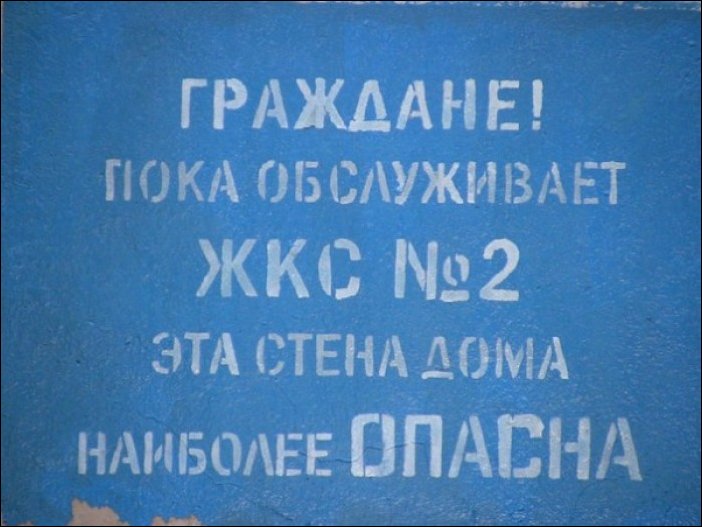 ГРАЖДАНЕ!
ПОКА ОБСЛУЖИВАЕТ
ЖКС №2
ЭТА СТЕНА ДОМА
НАИБОЛЕЕ ОПАСНА